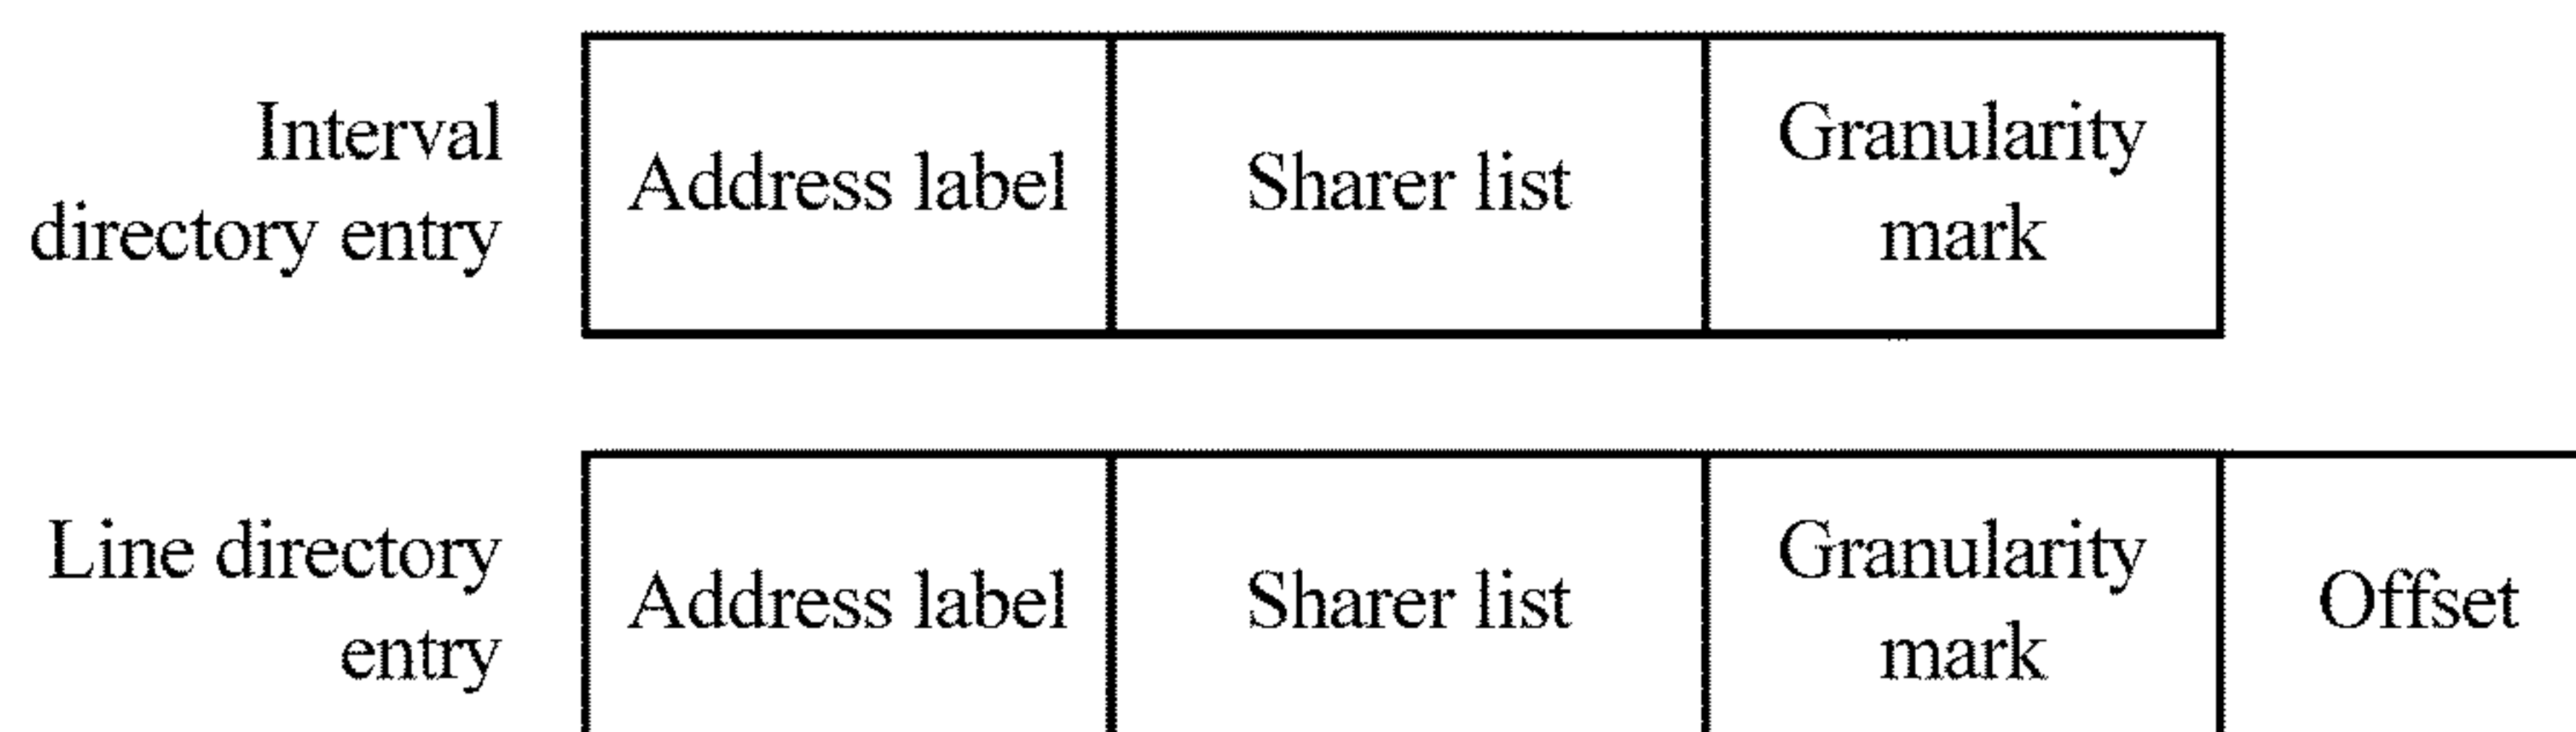 Interval
directory entry
Address label
Sharer list
Granularity
mark
Line directory
entry
Address label
Sharer list
Granularity
mark
Offset